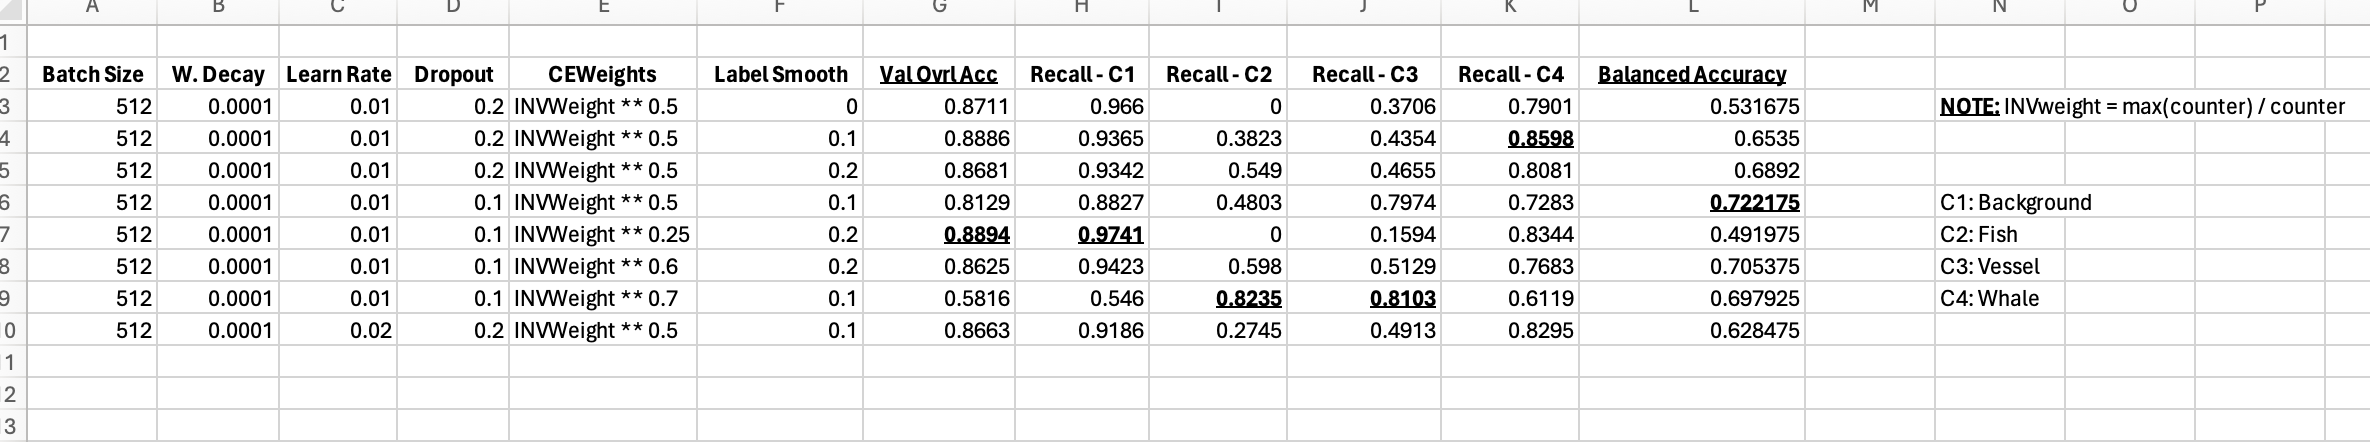 A B C D E F G H I J K L M N O P
1
2 Batch Size W. Decay Learn Rate Dropout CEWeights Label Smooth Val Ovrl Acc Recall - C1 Recall - C2 Recall - C3 Recall - C4 Balanced Accuracy
3 512 0.0001 0.01 0.2 INVWeight ** 0.5 0 0.8711 0.966 0 0.3706 0.7901 0.531675 NOTE: INVweight = max(counter) / counter
4 512 0.0001 0.01 0.2 INVWeight ** 0.5 0.1 0.8886 0.9365 0.3823 0.4354 0.8598 0.6535
5 512 0.0001 0.01 0.2 INVWeight ** 0.5 0.2 0.8681 0.9342 0.549 0.4655 0.8081 0.6892
6 512 0.0001 0.01 0.1 INVWeight ** 0.5 0.1 0.8129 0.8827 0.4803 0.7974 0.7283 0.722175 C1: Background
7 512 0.0001 0.01 0.1 INVWeight ** 0.25 0.2 0.8894 0.9741 0 0.1594 0.8344 0.491975 C2: Fish
8 512 0.0001 0.01 0.1 INVWeight ** 0.6 0.2 0.8625 0.9423 0.598 0.5129 0.7683 0.705375 C3: Vessel
9 512 0.0001 0.01 0.1 INVWeight ** 0.7 0.1 0.5816 0.546 0.8235 0.8103 0.6119 0.697925 C4: Whale
10 512 0.0001 0.02 0.2 INVWeight ** 0.5 0.1 0.8663 0.9186 0.2745 0.4913 0.8295 0.628475
11
12
13